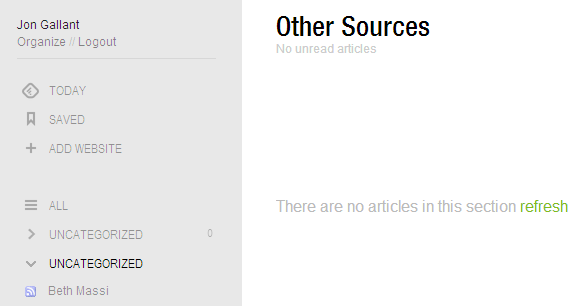 Jon Gallant
Organize // Logout
TODAY
SAVED
ADD WEBSITE
ALL
UNCATEGORIZED 0
UNCATEGORIZED
Beth Massi
Other Sources
No unread articles
There are no articles in this section refresh